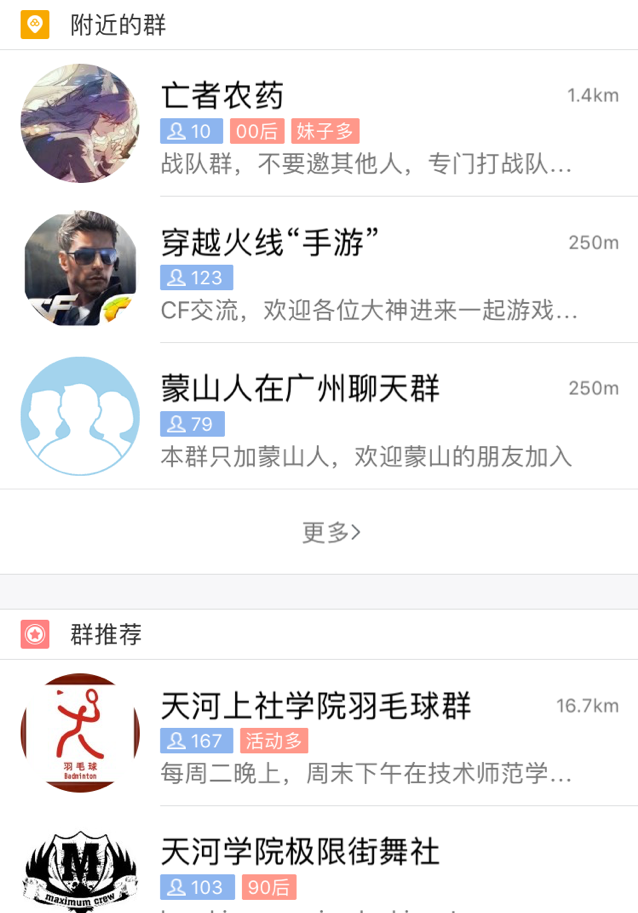 附近的群
亡者农药
1.4km
10 00后 妹子多
战队群，不要邀其他人，专门打战队...
穿越火线“手游”
250m
123
CF
CF交流，欢迎各位大神进来一起游戏...
蒙山人在广州聊天群
250m
79
本群只加蒙山人，欢迎蒙山的朋友加入
更多>
群推荐
天河上社学院羽毛球群
16.7km
167 活动多
羽毛球
Badminton
每周二晚上，周末下午在技术师范学...
天河学院极限街舞社
M
maximum crew
103 90后